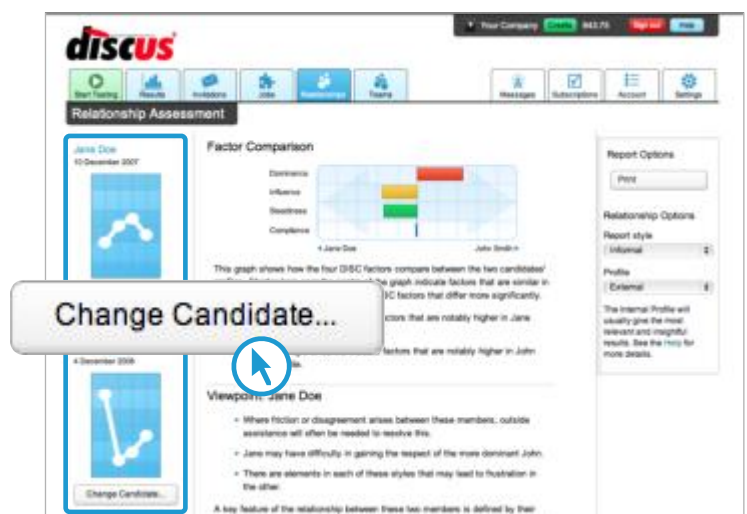 Your Company Create 943.75 Sign out Help
discus
Start Testing Results Invitations Jobs Relationships Teams Messages Subscriptions Account Settings
Relationship Assessment
Jane Doe
10 December 2007
Factor Comparison
Dominance
Influence
Steadiness
Compliance
Jane Doe John Smith
This graph shows how the four DISC factors compare between the two candidates'
the graph indicate factors that are similar in
factors that differ more significantly.
factors that are notably higher in Jane
factors that are notably higher in John
Change Candidate...
4 December 2008
Viewpoint: Jane Doe
Where friction or disagreement arises between these members, outside
assistance will often be needed to resolve this.
Jane may have difficulty in gaining the respect of the more dominant John.
There are elements in each of these styles that may lead to frustration in
the other.
Change Candidate...
A key feature of the relationship between these two members is defined by their
Report Options
Print
Relationship Options
Report style
Informal
Profile
External
The Internal Profile will
usually give the most
relevant and insightful
results. See the Help for
more details.